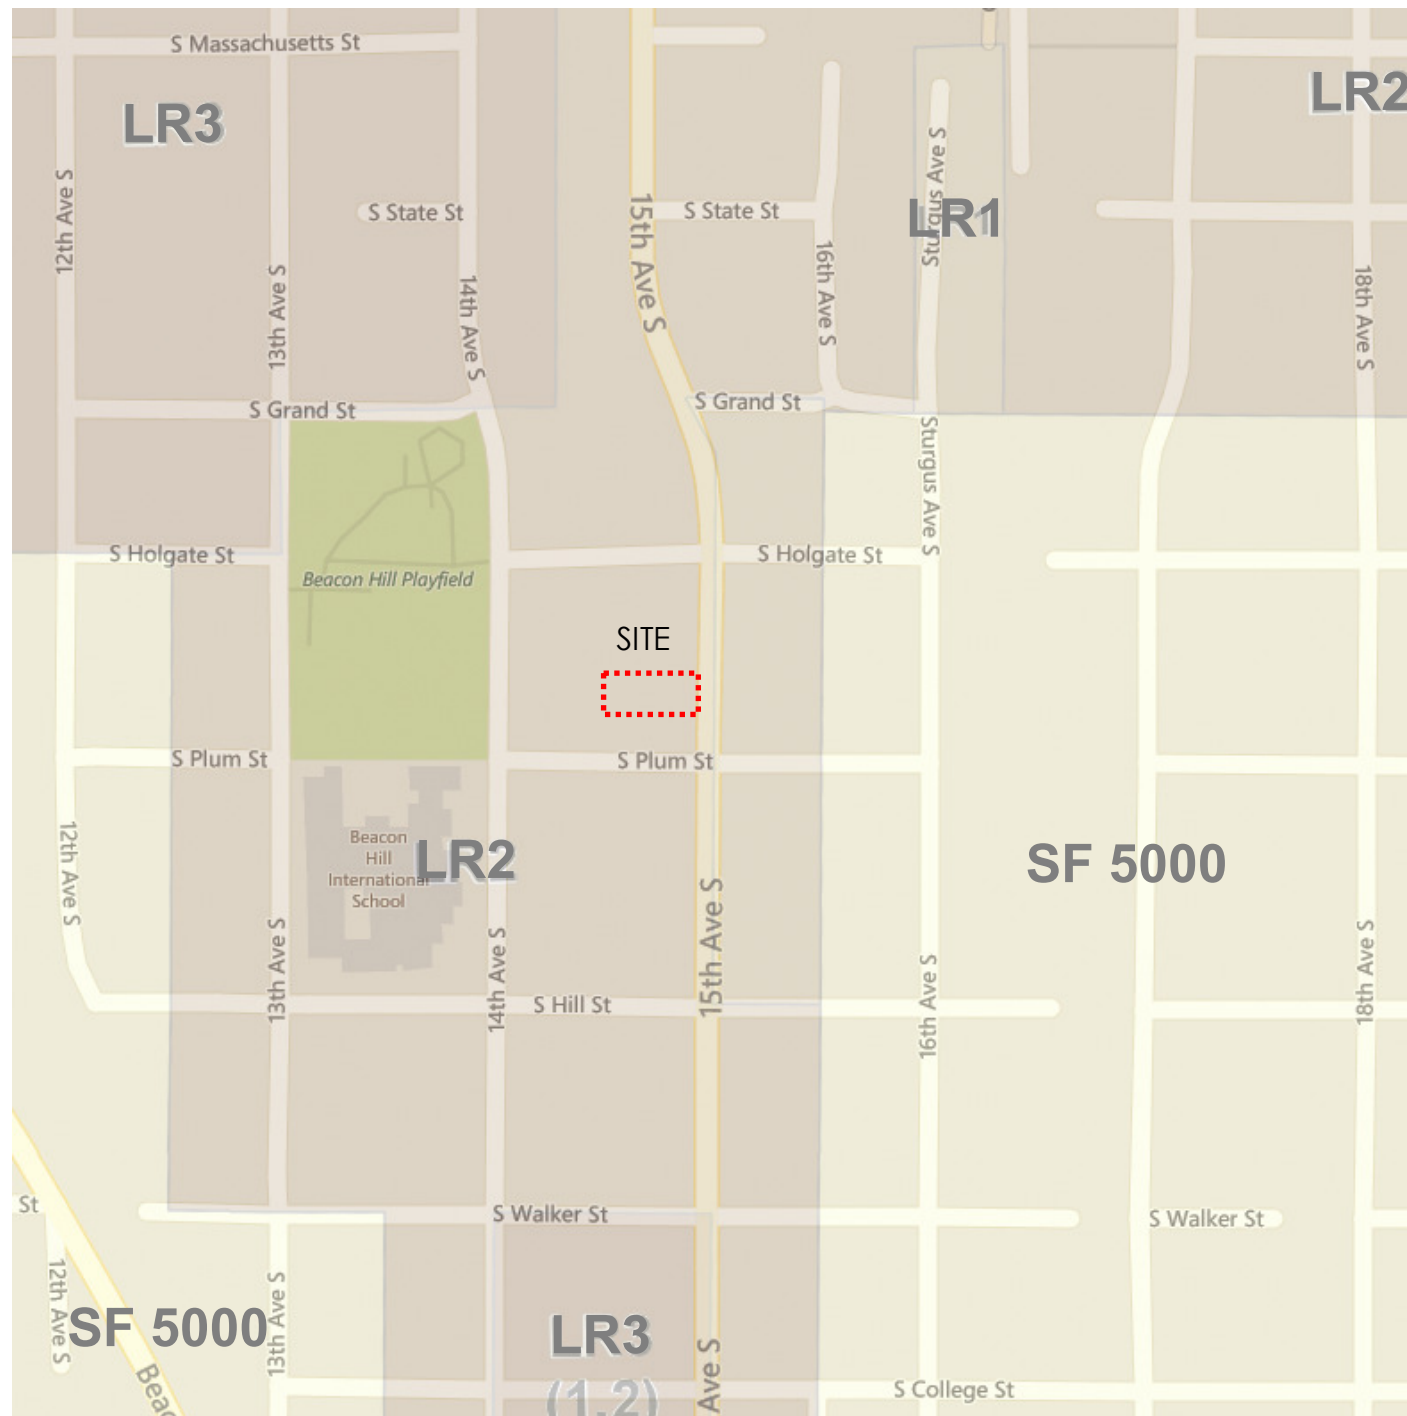 S Massachusetts St
LR3
LR2
12th Ave S
S State St
15th Ave S
S State St
Sturgus Ave S
LR1
13th Ave S
14th Ave S
16th Ave S
18th Ave S
S Grand St
S Grand St
Sturgus Ave S
S Holgate St
S Holgate St
Beacon Hill Playfield
SITE
S Plum St
S Plum St
12th Ave S
Beacon
Hill
International
School
LR2
SF 5000
13th Ave S
14th Ave S
15th Ave S
16th Ave S
18th Ave S
S Hill St
St
S Walker St
S Walker St
12th Ave S
SF 5000
13th Ave S
LR3
(1.2)
Ave S
Beac
S College St